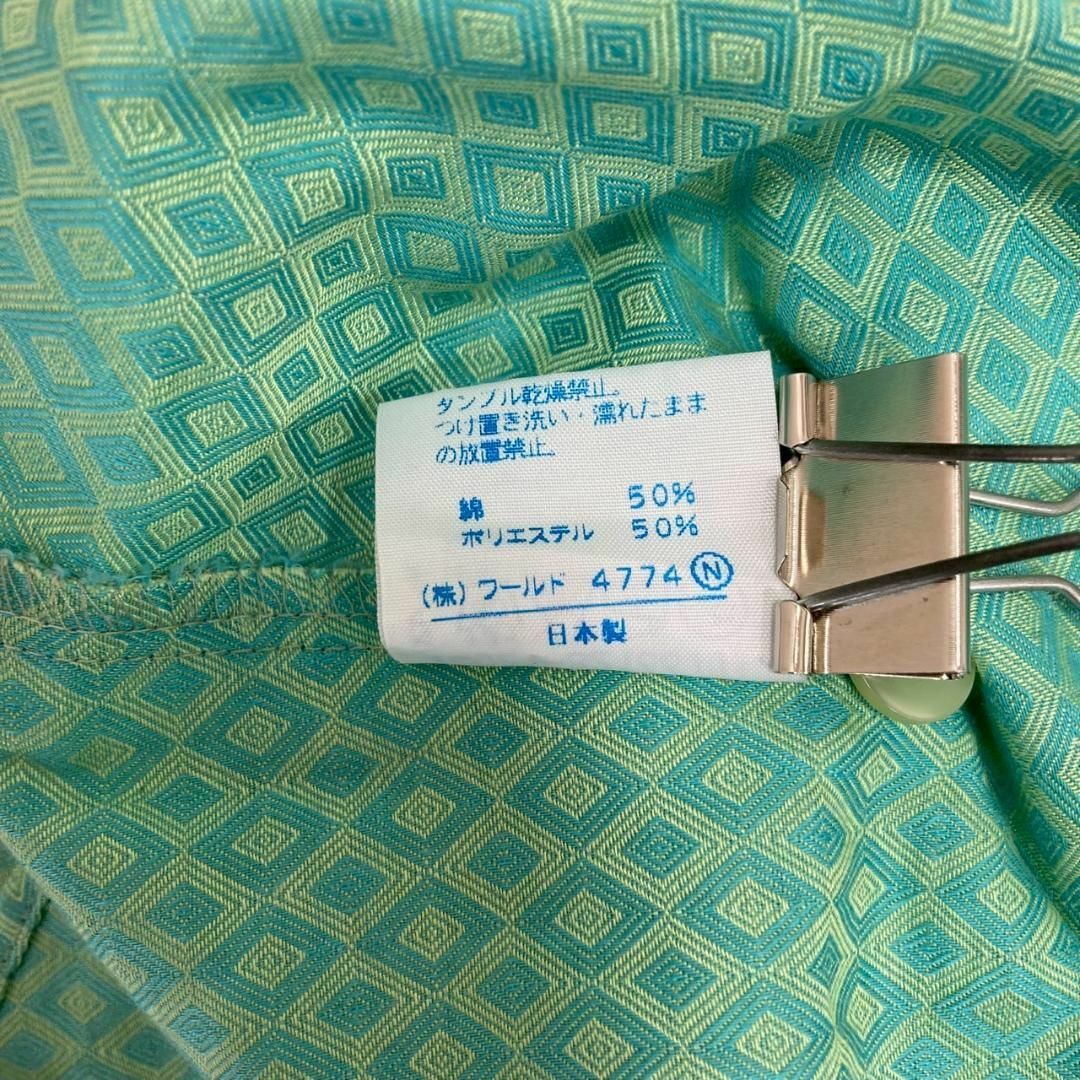 タンブル乾燥禁止。
つけ置き洗い・濡れたまま
の放置禁止。
綿 50%
ポリエステル 50%
(株)ワールド 4774 Ⓝ
日本製